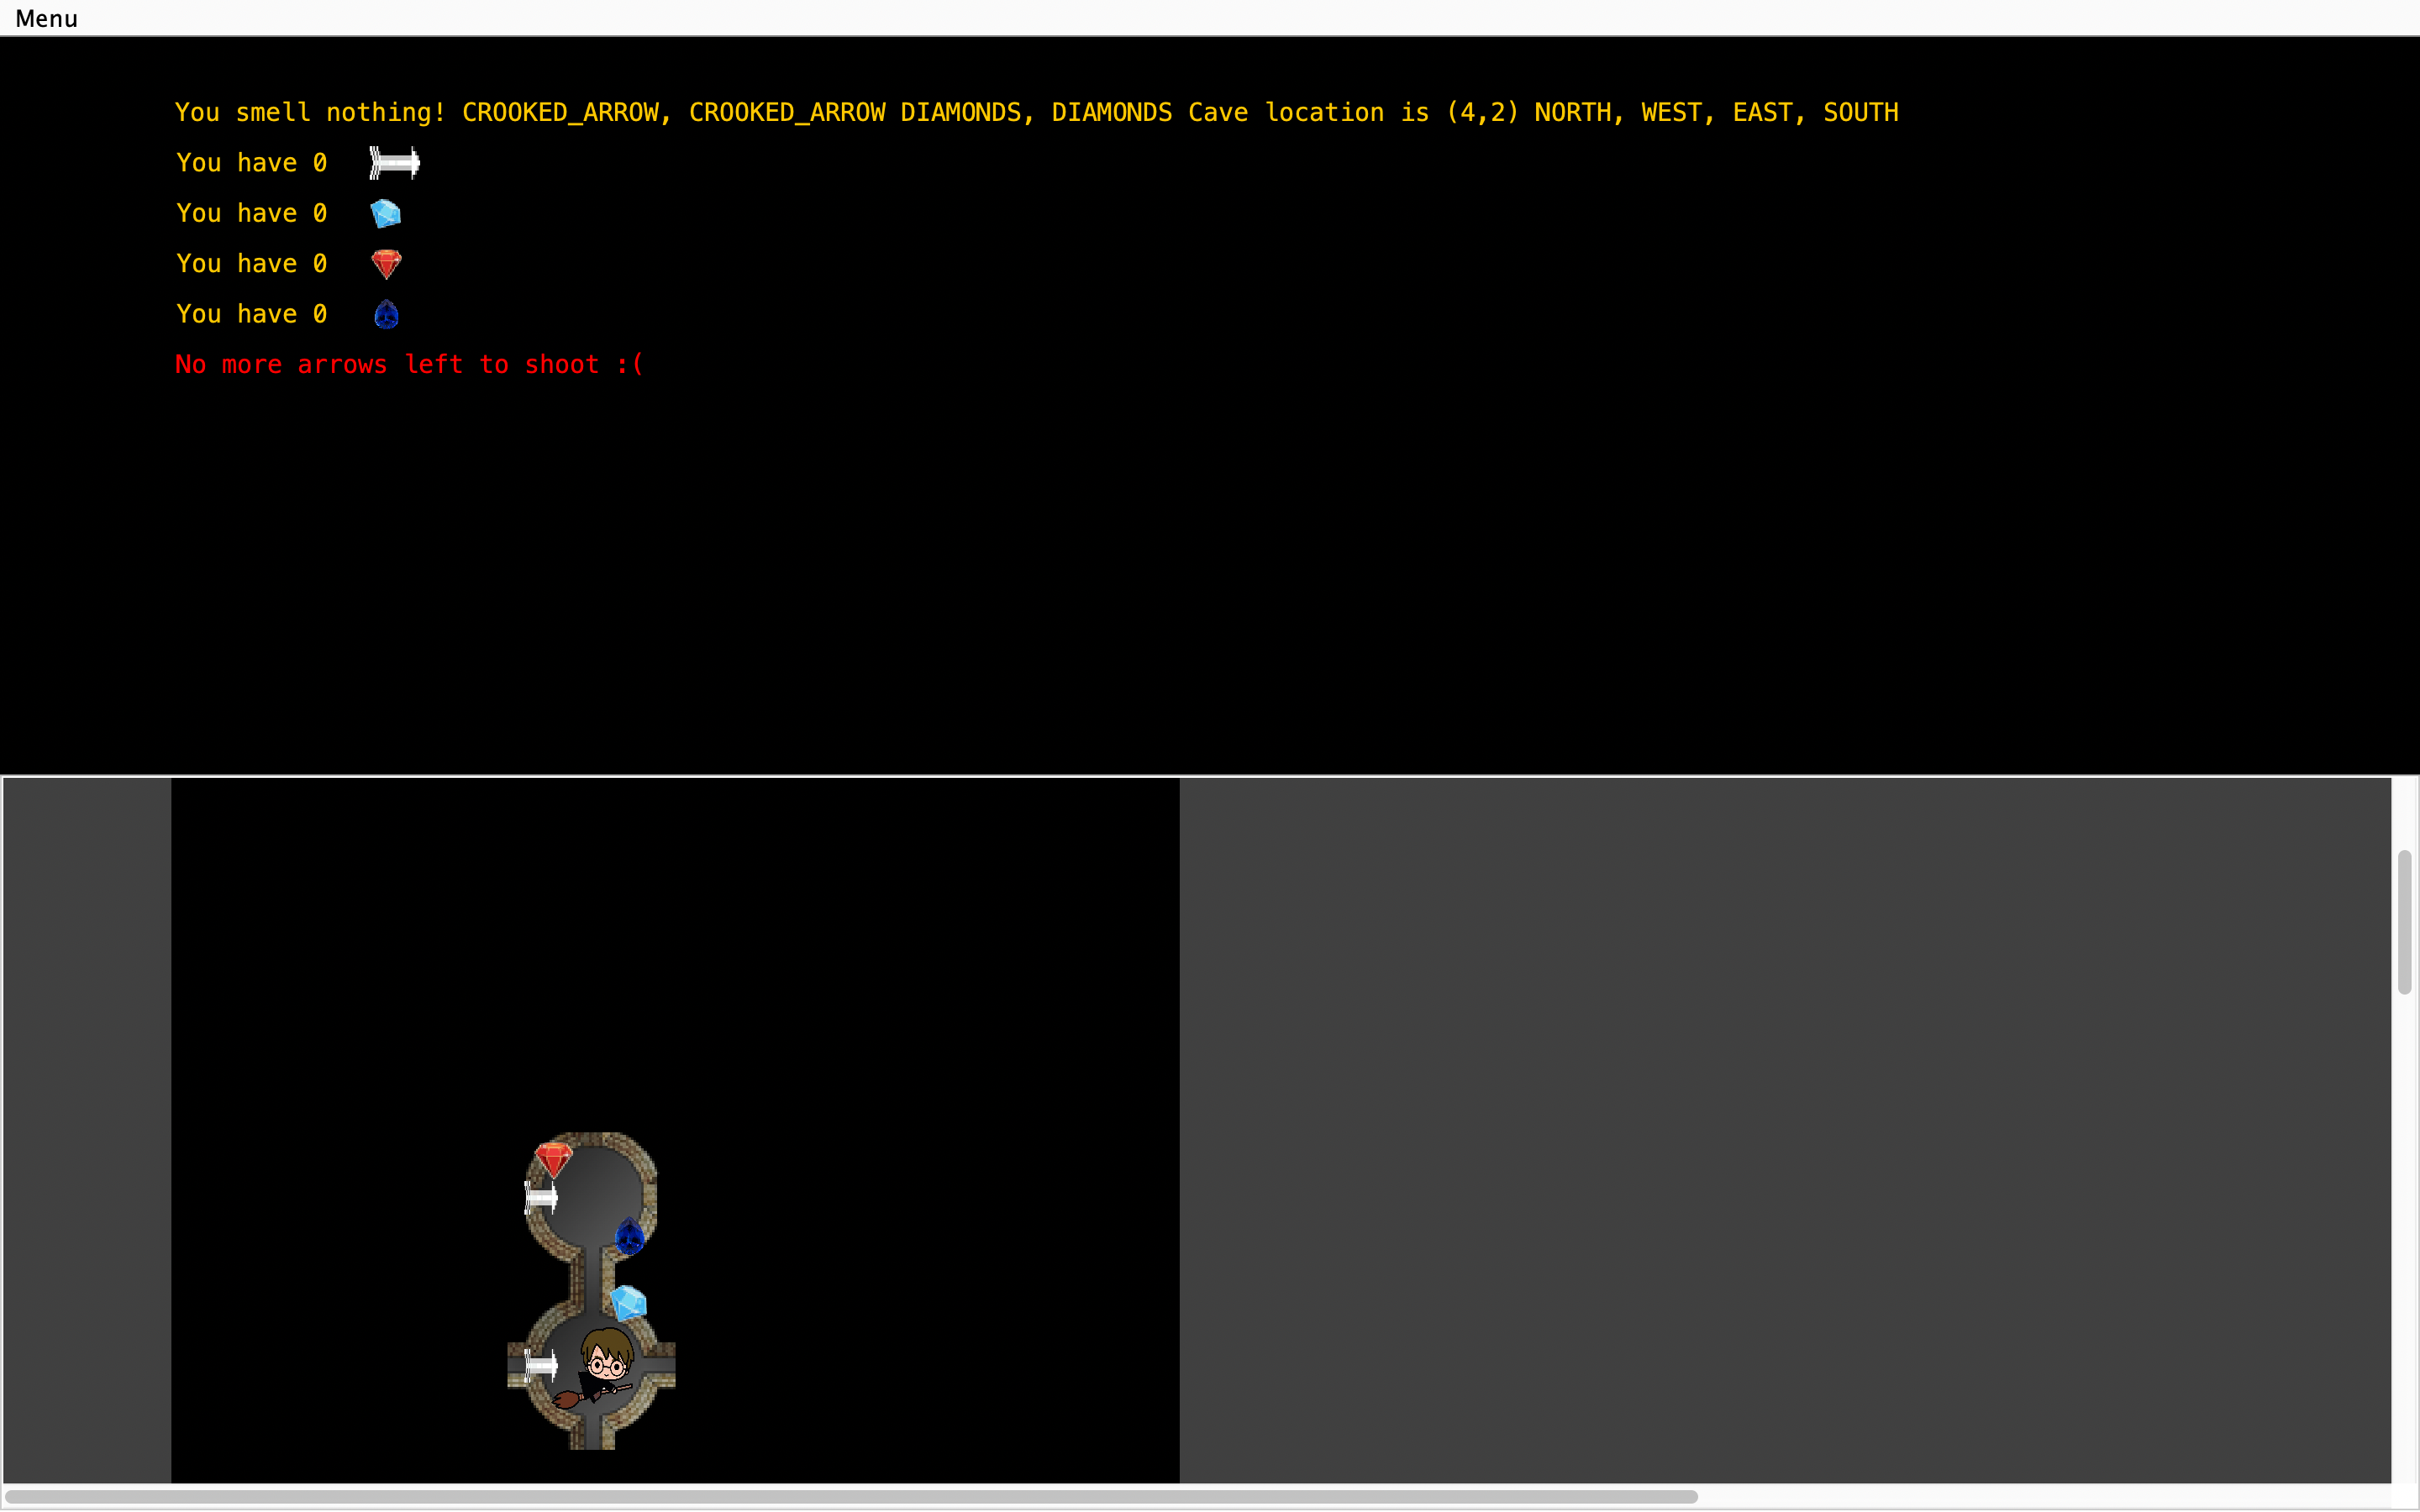 Menu
You smell nothing! CROOKED_ARROW, CROOKED_ARROW DIAMONDS, DIAMONDS Cave location is (4,2) NORTH, WEST, EAST, SOUTH
You have 0
You have 0
You have 0
You have 0
No more arrows left to shoot :(